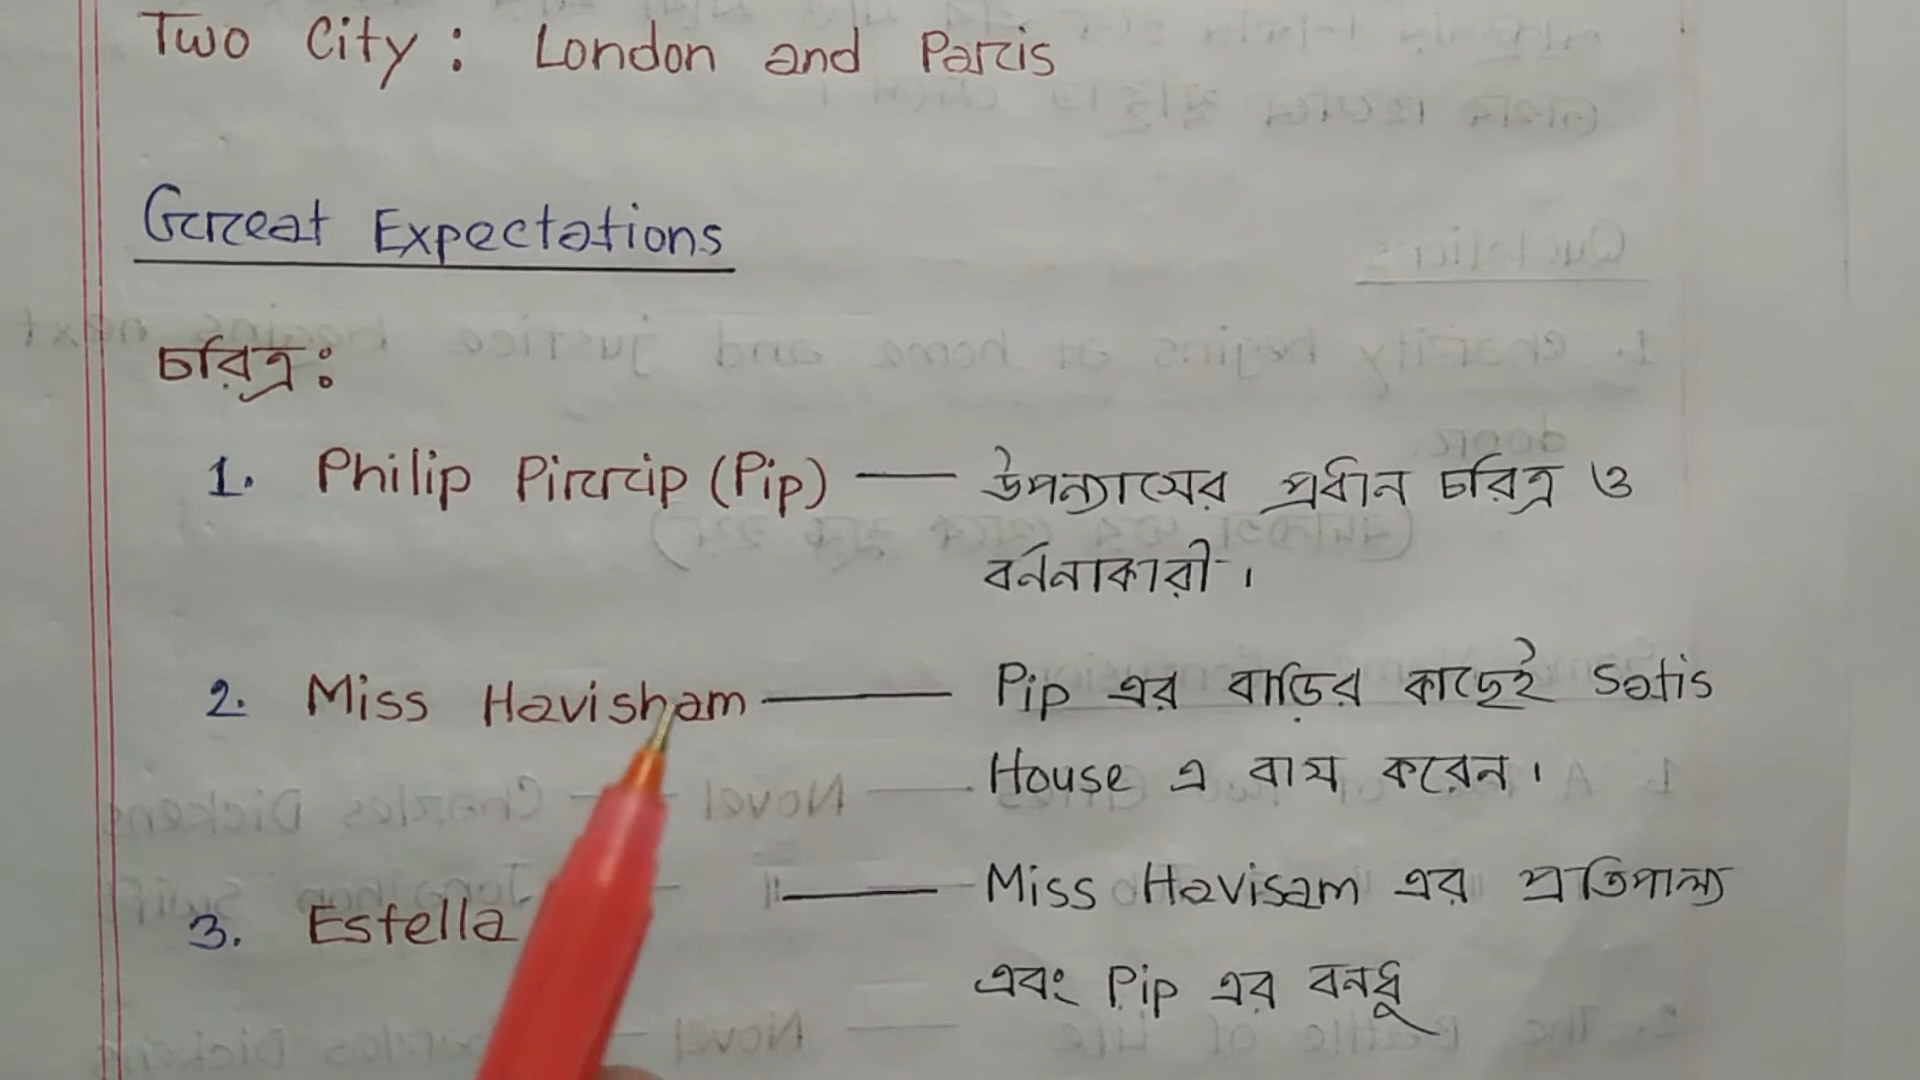 Two City : London and Paris
Great Expectations
চরিত্র :
1. Philip Pirrip (Pip) — উপন্যাসের প্রধান চরিত্র ও
বর্ননাকারী ।
2. Miss Havisham — Pip এর বাড়ির কাছেই Satis
House এ বাস করেন ।
3. Estella — Miss Havisam এর প্রতিপাল্য
এবং Pip এর বন্ধু